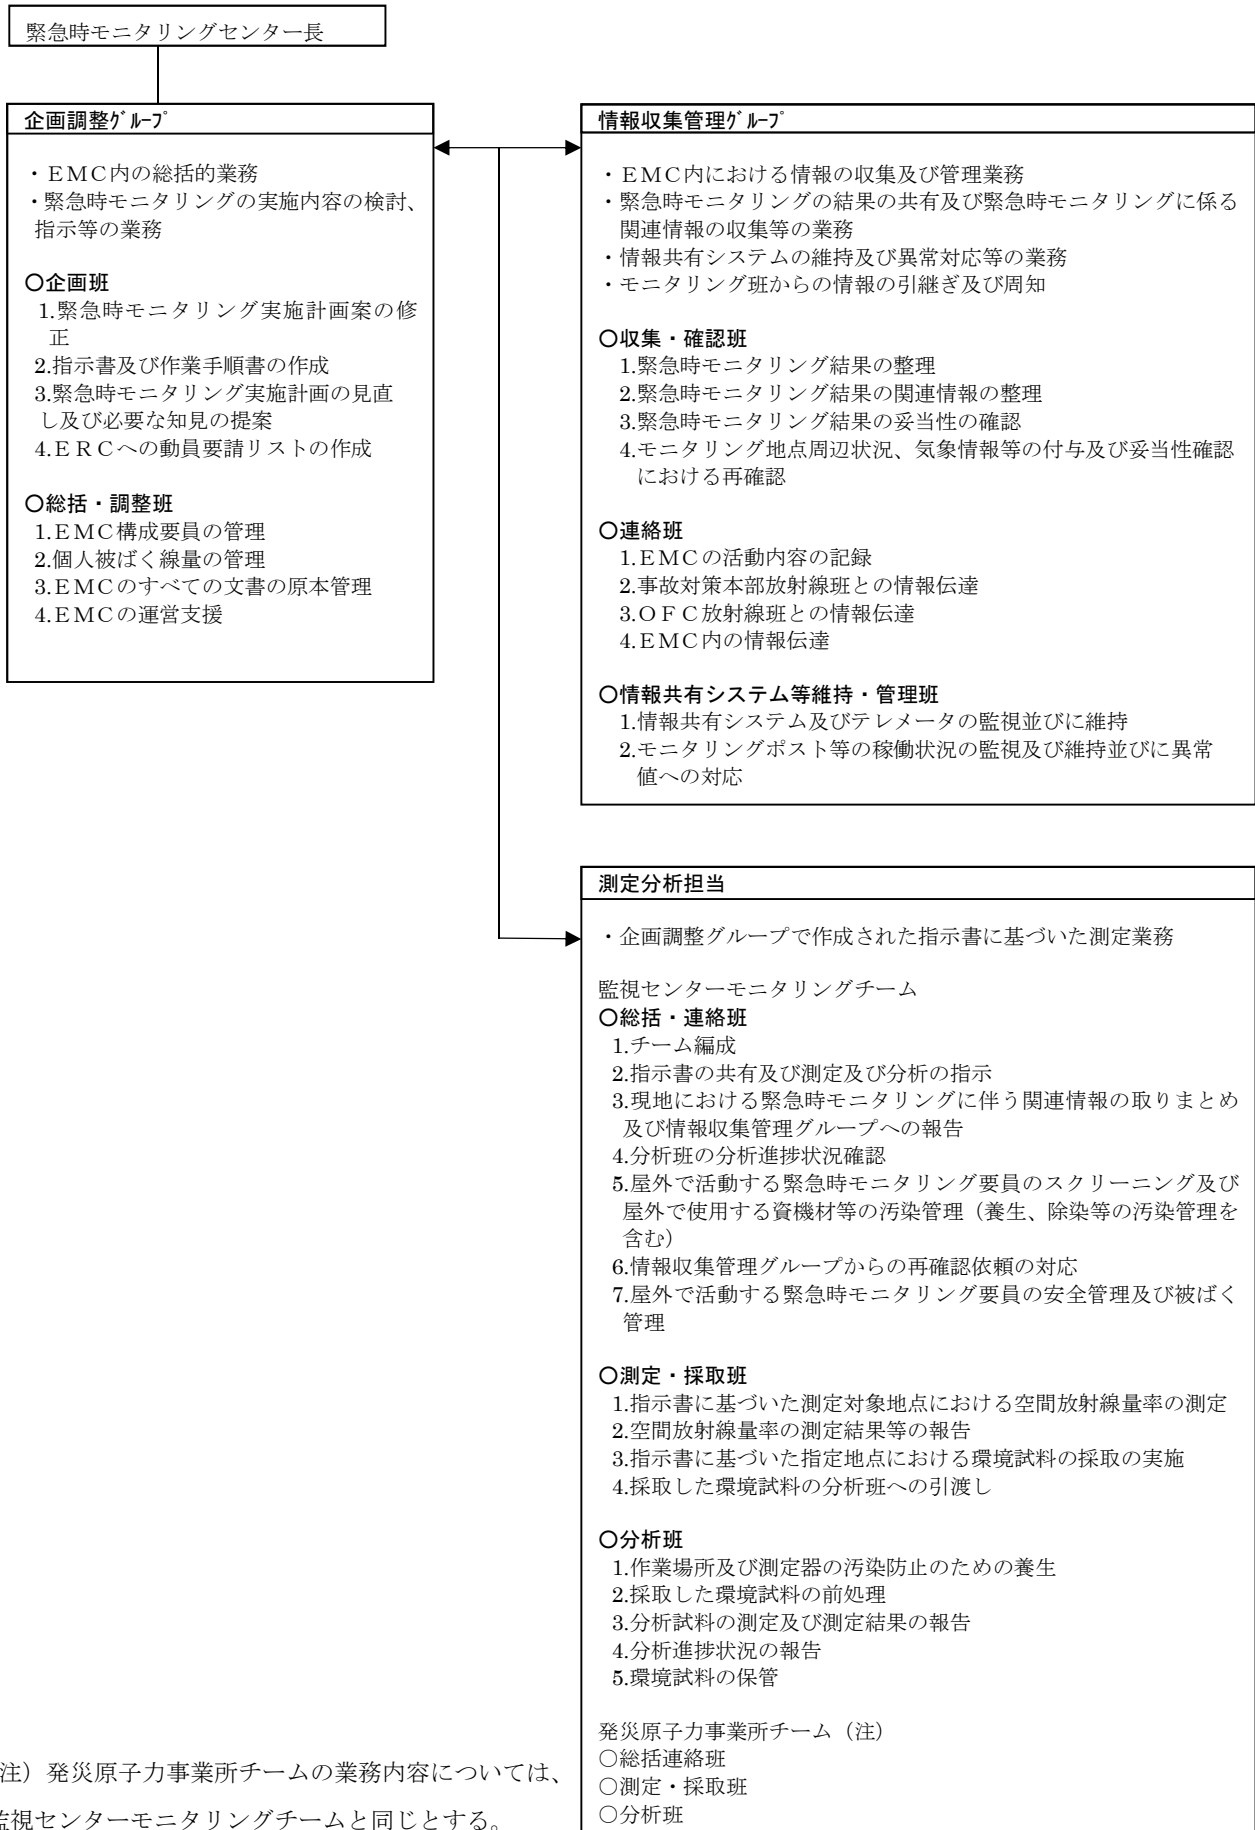 緊急時モニタリングセンター長
企画調整ｸﾞﾙｰﾌﾟ
・ＥＭＣ内の総括的業務
・緊急時モニタリングの実施内容の検討、
指示等の業務
○企画班
1.緊急時モニタリング実施計画案の修
正
2.指示書及び作業手順書の作成
3.緊急時モニタリング実施計画の見直
し及び必要な知見の提案
4.ＥＲＣへの動員要請リストの作成
○総括・調整班
1.ＥＭＣ構成要員の管理
2.個人被ばく線量の管理
3.ＥＭＣのすべての文書の原本管理
4.ＥＭＣの運営支援
情報収集管理ｸﾞﾙｰﾌﾟ
・ＥＭＣ内における情報の収集及び管理業務
・緊急時モニタリングの結果の共有及び緊急時モニタリングに係る
関連情報の収集等の業務
・情報共有システムの維持及び異常対応等の業務
・モニタリング班からの情報の引継ぎ及び周知
○収集・確認班
1.緊急時モニタリング結果の整理
2.緊急時モニタリング結果の関連情報の整理
3.緊急時モニタリング結果の妥当性の確認
4.モニタリング地点周辺状況、気象情報等の付与及び妥当性確認
における再確認
○連絡班
1.ＥＭＣの活動内容の記録
2.事故対策本部放射線班との情報伝達
3.ＯＦＣ放射線班との情報伝達
4.ＥＭＣ内の情報伝達
○情報共有システム等維持・管理班
1.情報共有システム及びテレメータの監視並びに維持
2.モニタリングポスト等の稼働状況の監視及び維持並びに異常
値への対応
測定分析担当
・企画調整グループで作成された指示書に基づいた測定業務
監視センターモニタリングチーム
○総括・連絡班
1.チーム編成
2.指示書の共有及び測定及び分析の指示
3.現地における緊急時モニタリングに伴う関連情報の取りまとめ
及び情報収集管理グループへの報告
4.分析班の分析進捗状況確認
5.屋外で活動する緊急時モニタリング要員のスクリーニング及び
屋外で使用する資機材等の汚染管理（養生、除染等の汚染管理を
含む）
6.情報収集管理グループからの再確認依頼の対応
7.屋外で活動する緊急時モニタリング要員の安全管理及び被ばく
管理
○測定・採取班
1.指示書に基づいた測定対象地点における空間放射線量率の測定
2.空間放射線量率の測定結果等の報告
3.指示書に基づいた指定地点における環境試料の採取の実施
4.採取した環境試料の分析班への引渡し
○分析班
1.作業場所及び測定器の汚染防止のための養生
2.採取した環境試料の前処理
3.分析試料の測定及び測定結果の報告
4.分析進捗状況の報告
5.環境試料の保管
発災原子力事業所チーム（注）
○総括連絡班
○測定・採取班
○分析班
注）発災原子力事業所チームの業務内容については、
監視センターモニタリングチームと同じとする。